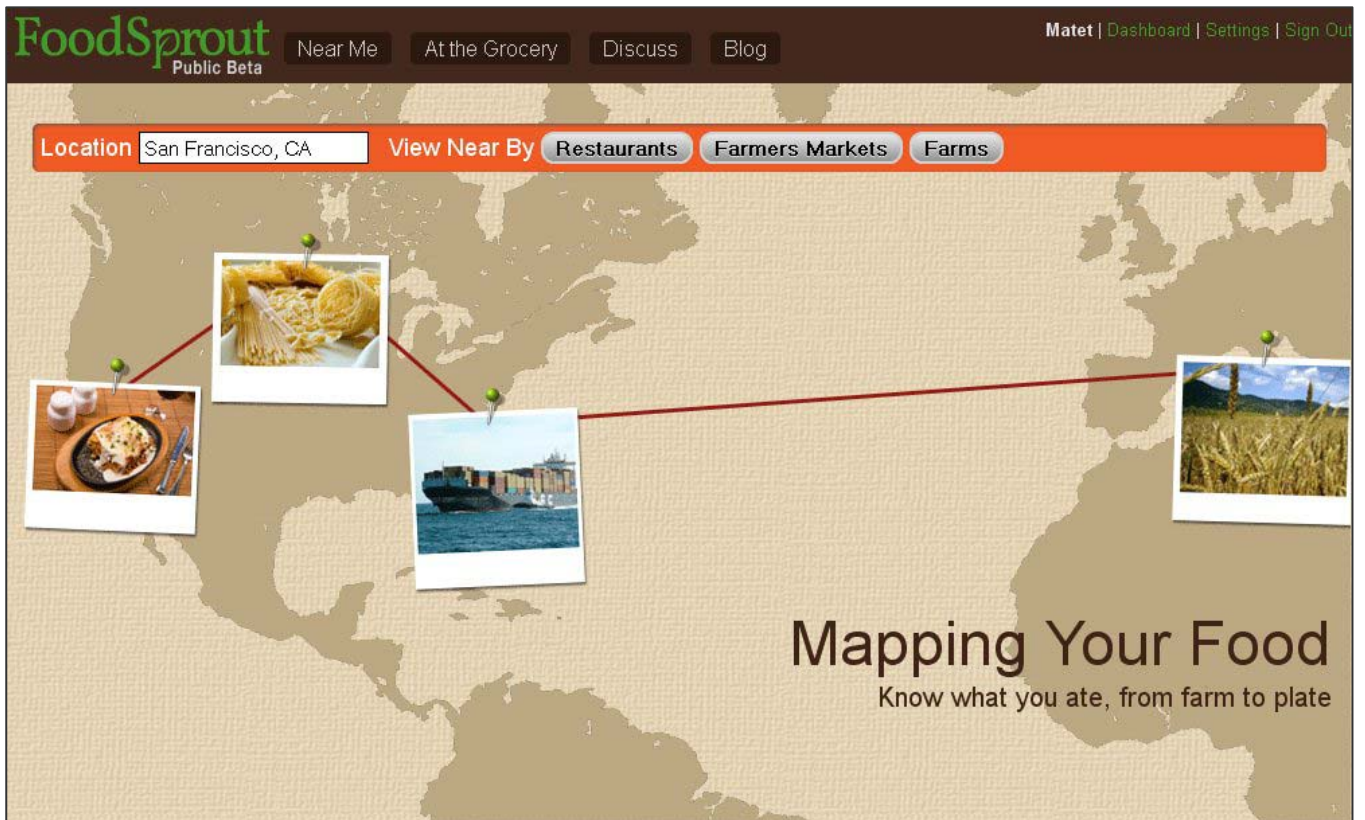 FoodSprout
Public Beta
Near Me
At the Grocery
Discuss
Blog
Matet | Dashboard | Settings | Sign Out
Location San Francisco, CA View Near By Restaurants Farmers Markets Farms
Mapping Your Food
Know what you ate, from farm to plate